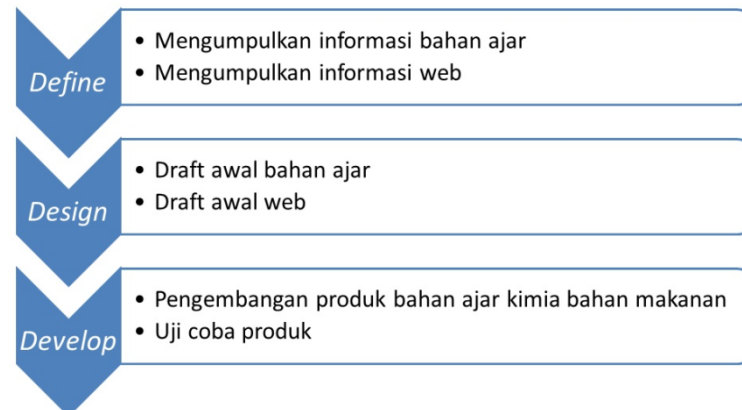 Define
• Mengumpulkan informasi bahan ajar
• Mengumpulkan informasi web
Design
• Draft awal bahan ajar
• Draft awal web
Develop
• Pengembangan produk bahan ajar kimia bahan makanan
• Uji coba produk